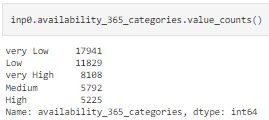 inp0.availability_365_categories.value_counts()
very Low     17941
Low          11829
very High     8108
Medium        5792
High          5225
Name: availability_365_categories, dtype: int64